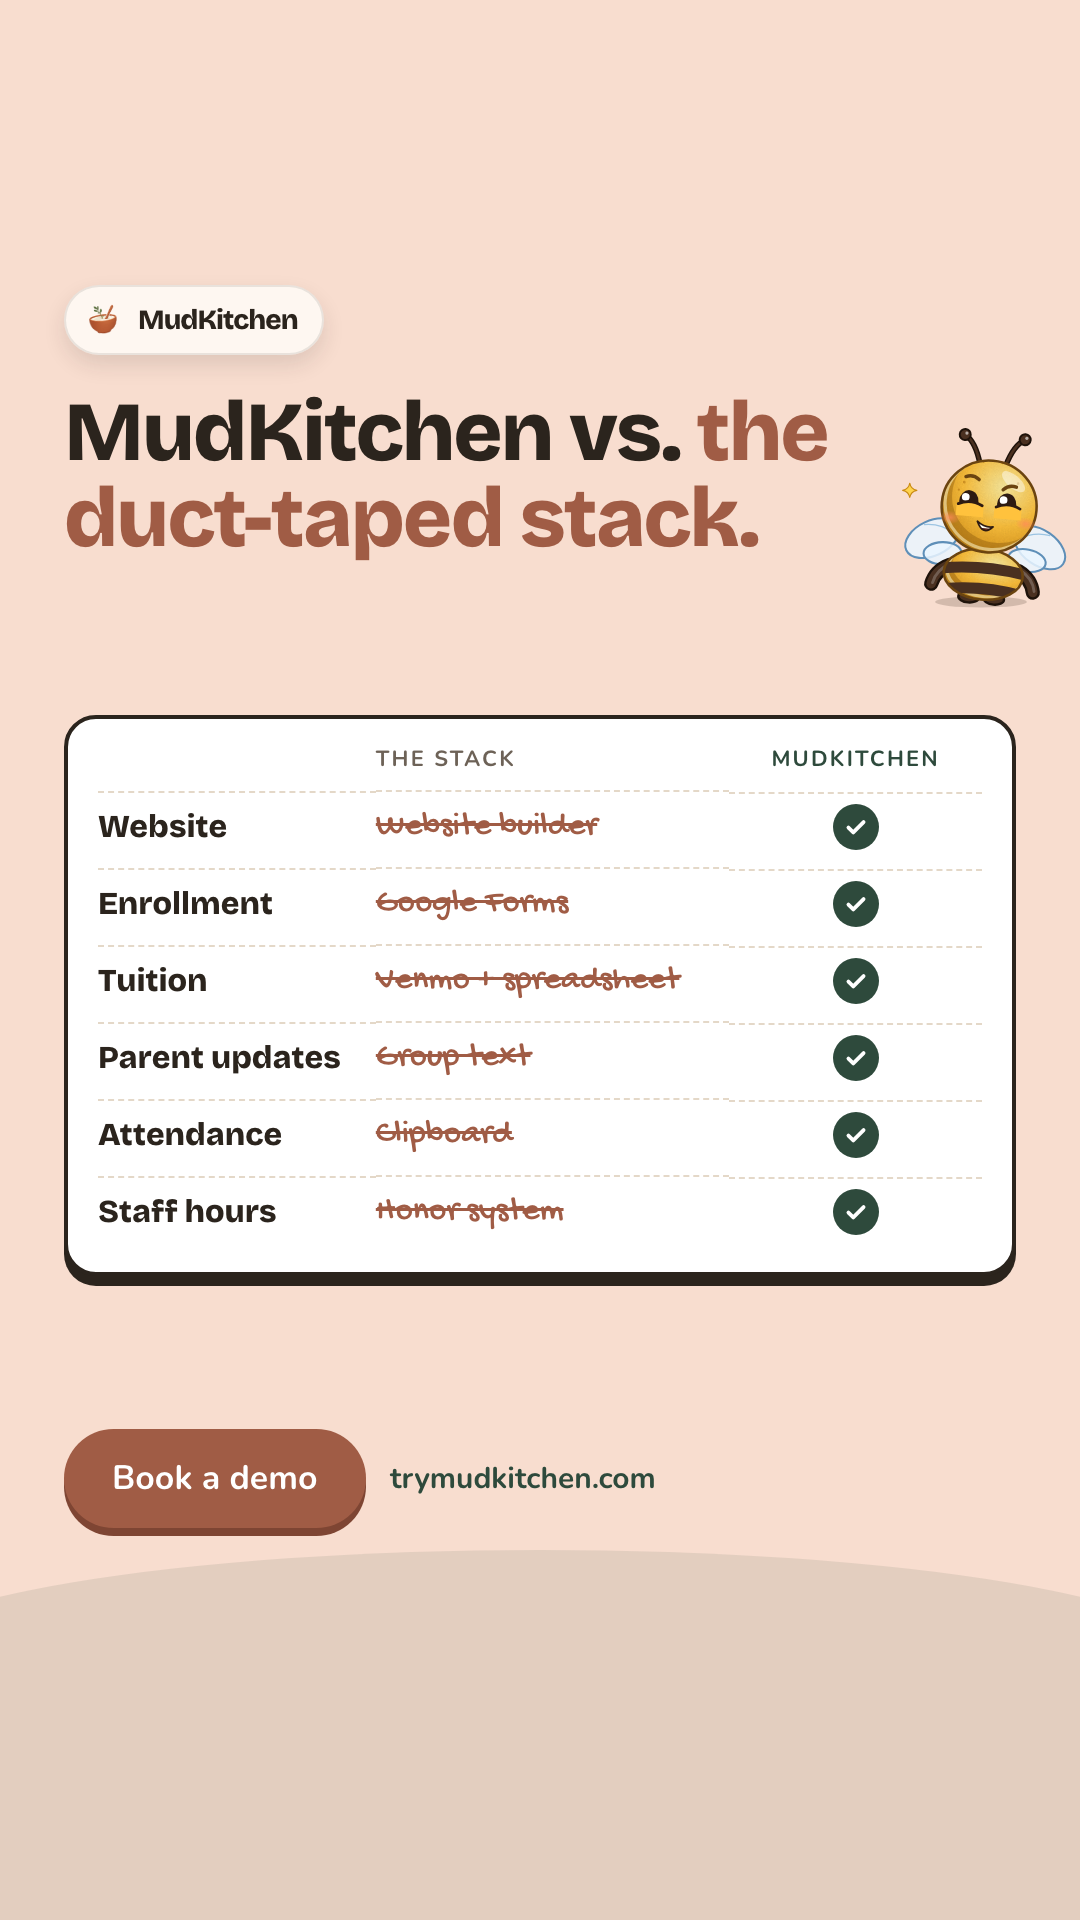 MudKitchen
MudKitchen vs. the
duct-taped stack.
THE STACK MUDKITCHEN
Website Website builder
Enrollment Google Forms
Tuition Venmo + spreadsheet
Parent updates Group text
Attendance Clipboard
Staff hours Honor system
Book a demo trymudkitchen.com